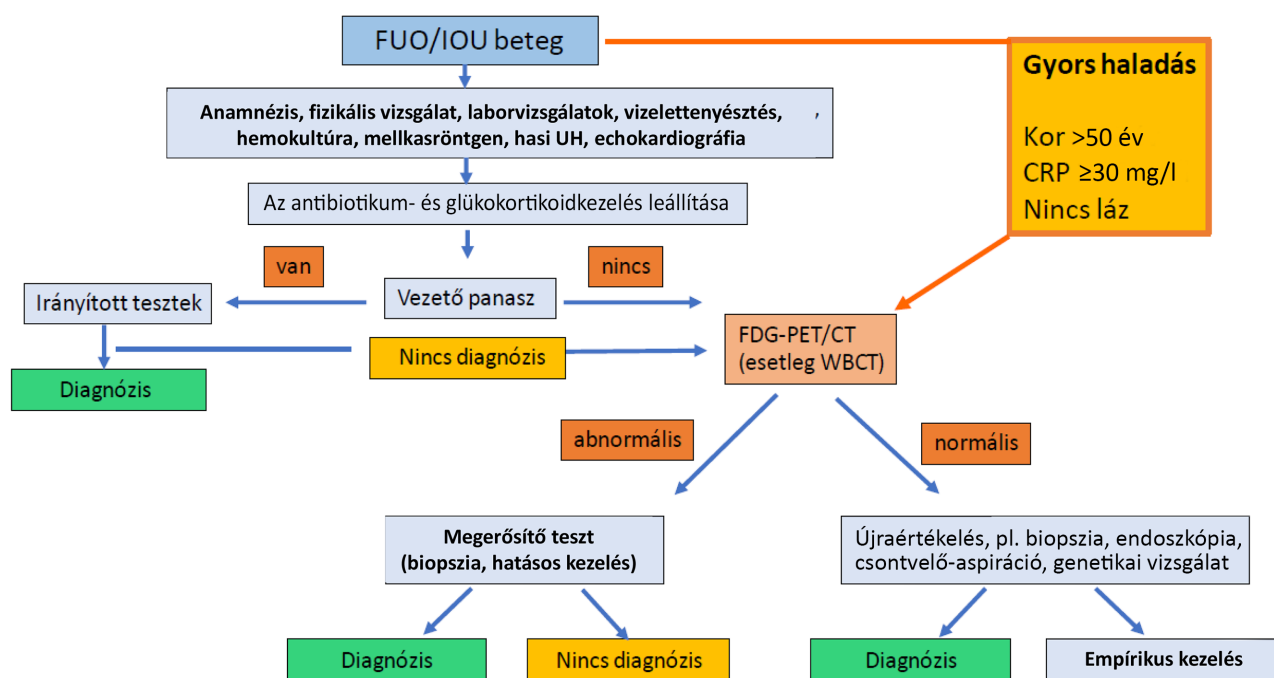 FUO/IOU beteg
Gyors haladás
Kor >50 év
CRP ≥30 mg/l
Nincs láz
Anamnézis, fizikális vizsgálat, laborvizsgálatok, vizelettenyésztés, ,
hemokultúra, mellkasröntgen, hasi UH, echokardiográfia
Az antibiotikum- és glükokortikoidkezelés leállítása
van
nincs
Irányított tesztek
Vezető panasz
Nincs diagnózis
FDG-PET/CT
(esetleg WBCT)
Diagnózis
abnormális
normális
Megerősítő teszt
(biopszia, hatásos kezelés)
Újraértékelés, pl. biopszia, endoszkópia,
csontvelő-aspiráció, genetikai vizsgálat
Diagnózis
Nincs diagnózis
Diagnózis
Empírikus kezelés